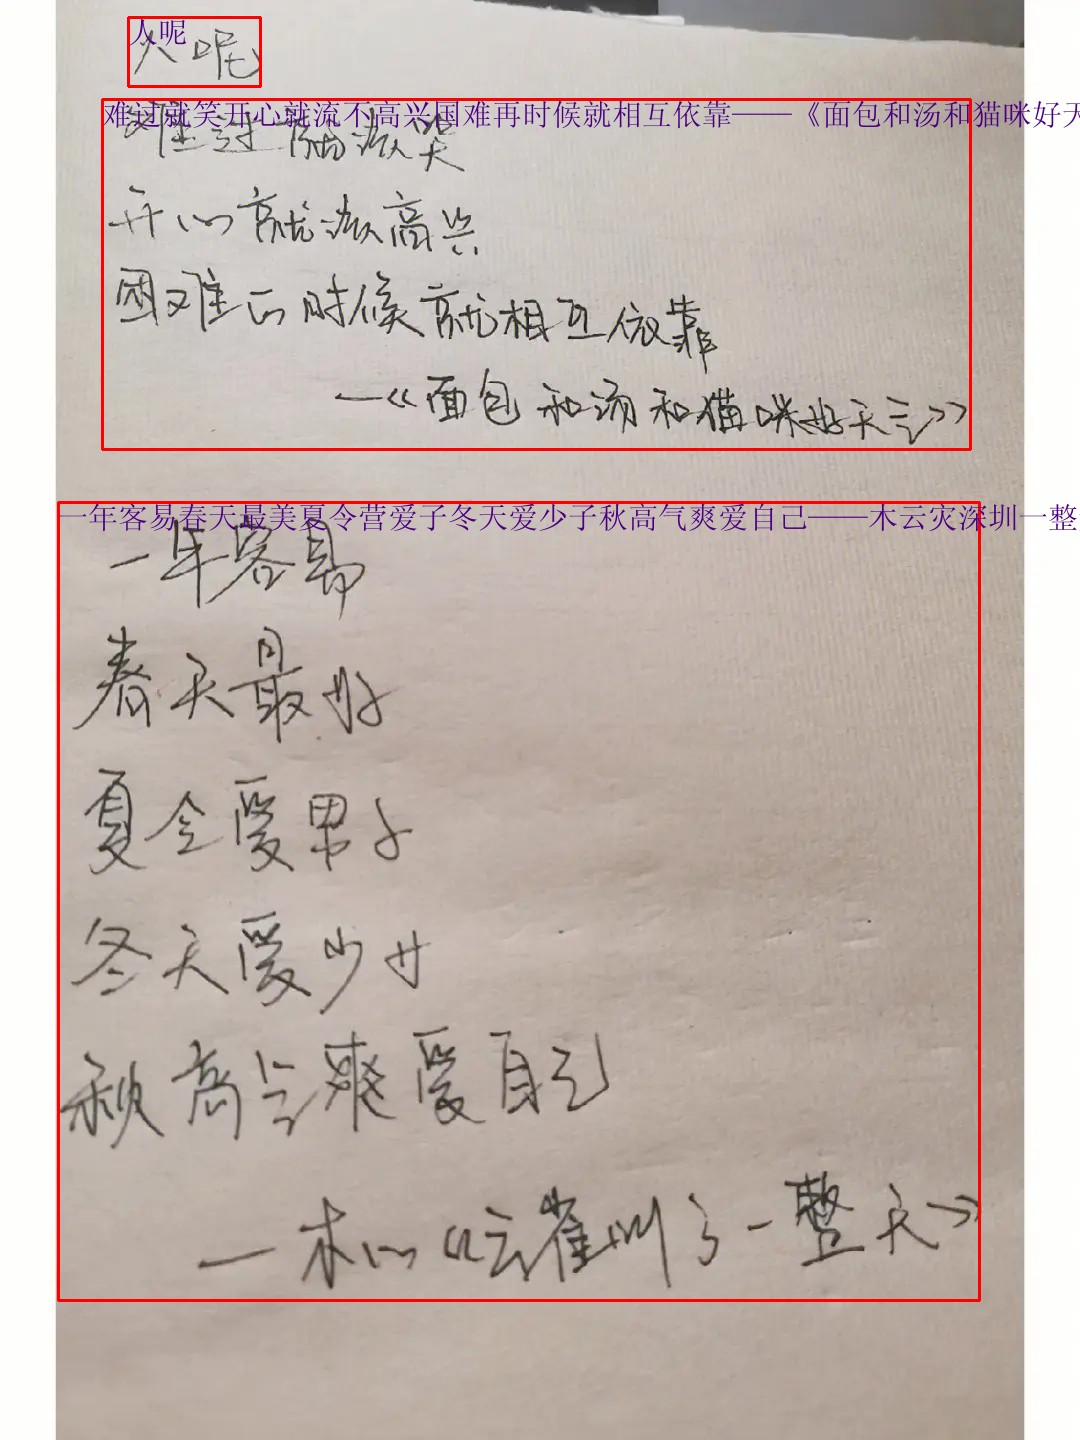 人呢
人呢
难过就笑开心就流不高兴国难再时候就相互依靠——《面包和汤和猫咪好天
难过就哭
开心就高兴
困难的时候就相互依靠
—《面包和汤和猫咪好天气》
一年客易春天最美夏令营爱子冬天爱少子秋高气爽爱自己——木云灾深圳一整
一年容易
春天最好
夏令爱男子
冬天爱少女
秋高气爽爱自己
—木心《云雀叫了一整天》